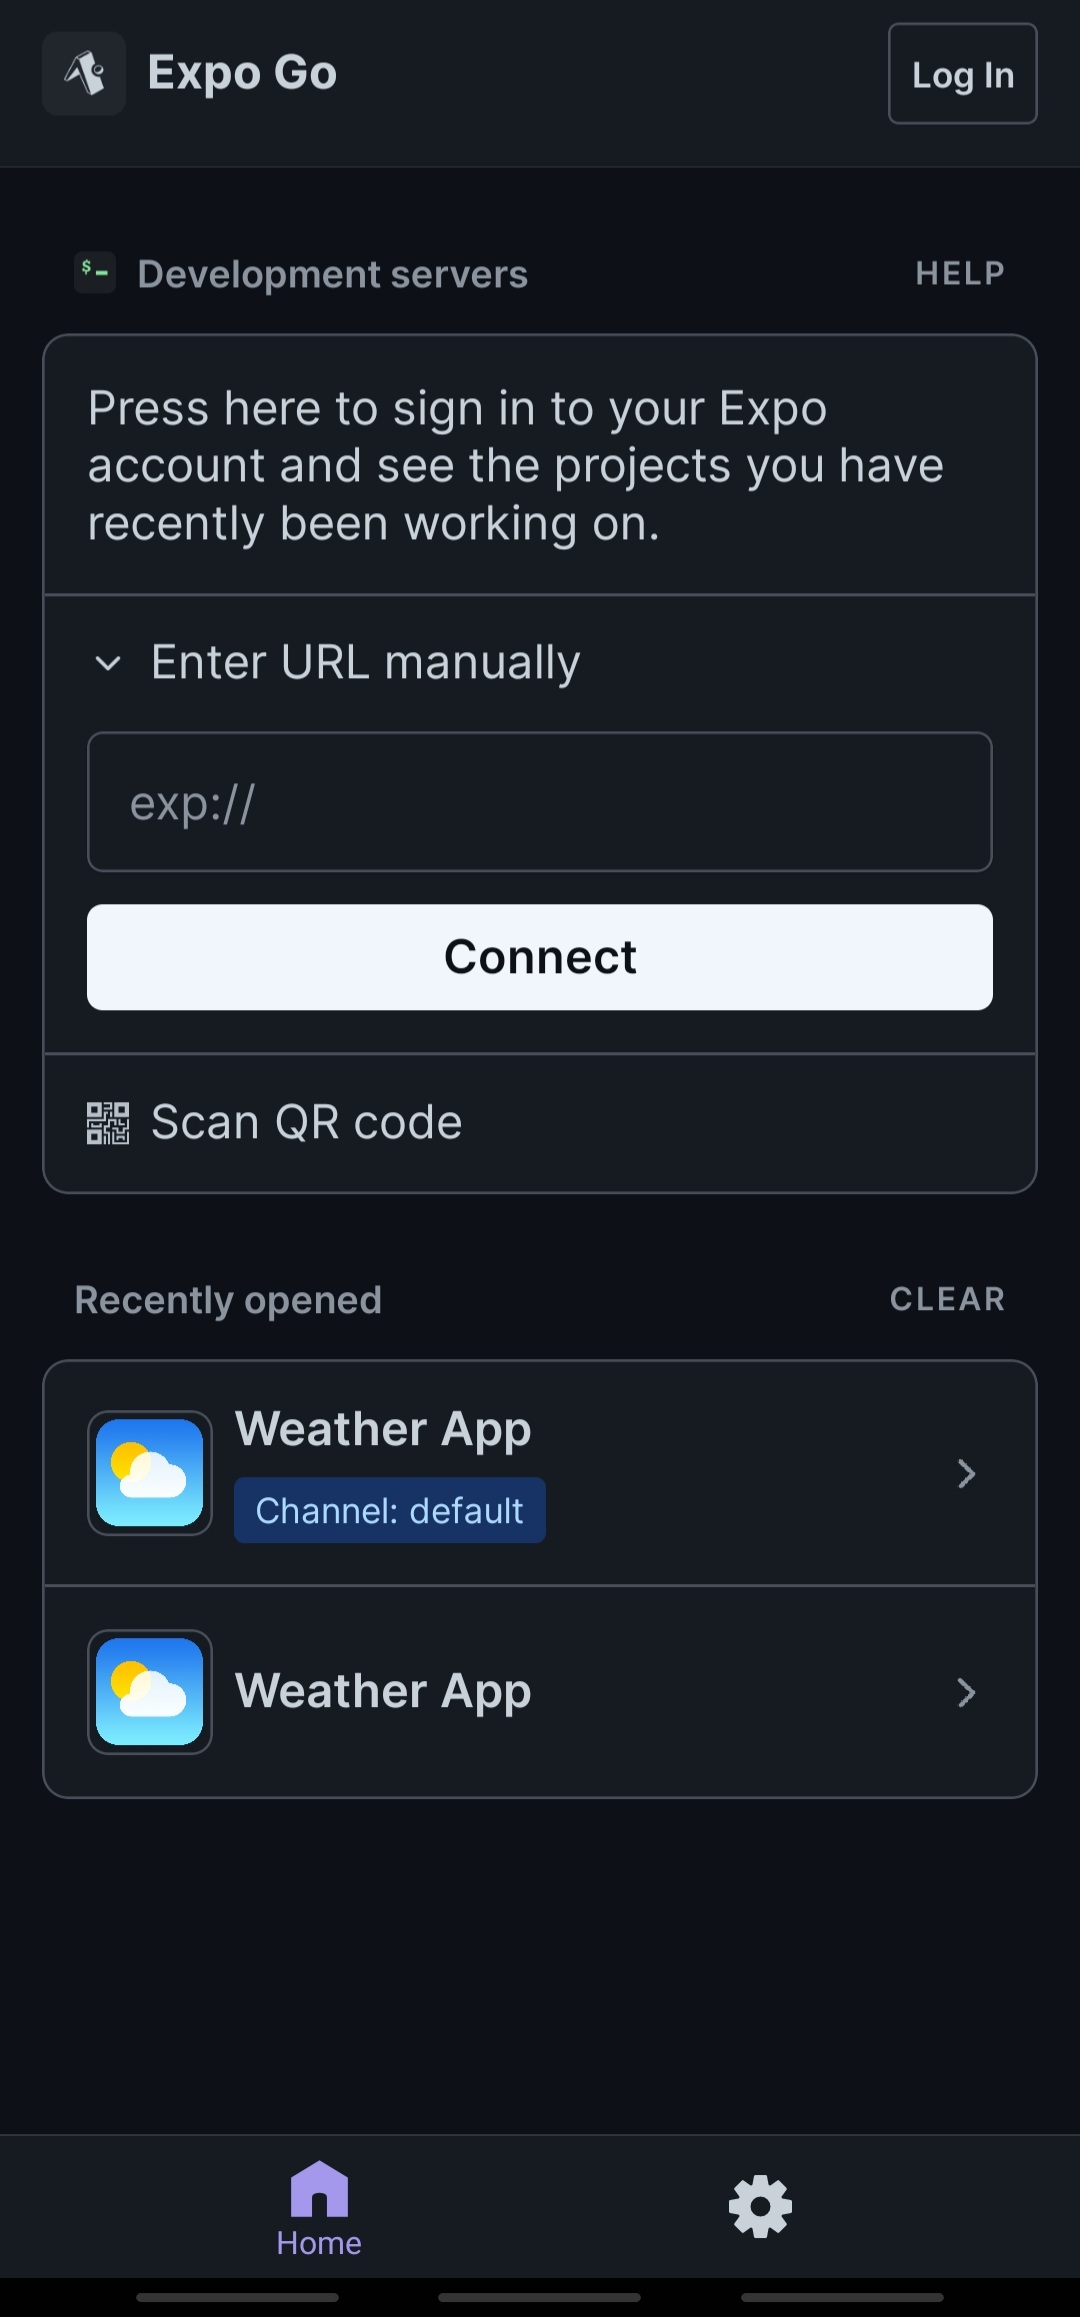 Expo Go
Log In
$
Development servers
HELP
Press here to sign in to your Expo
account and see the projects you have
recently been working on.
Enter URL manually
exp://
Connect
Scan QR code
Recently opened
CLEAR
Weather App
Channel: default
Weather App
Home